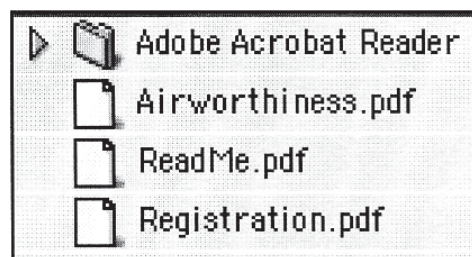 Adobe Acrobat Reader
Airworthiness.pdf
ReadMe.pdf
Registration.pdf